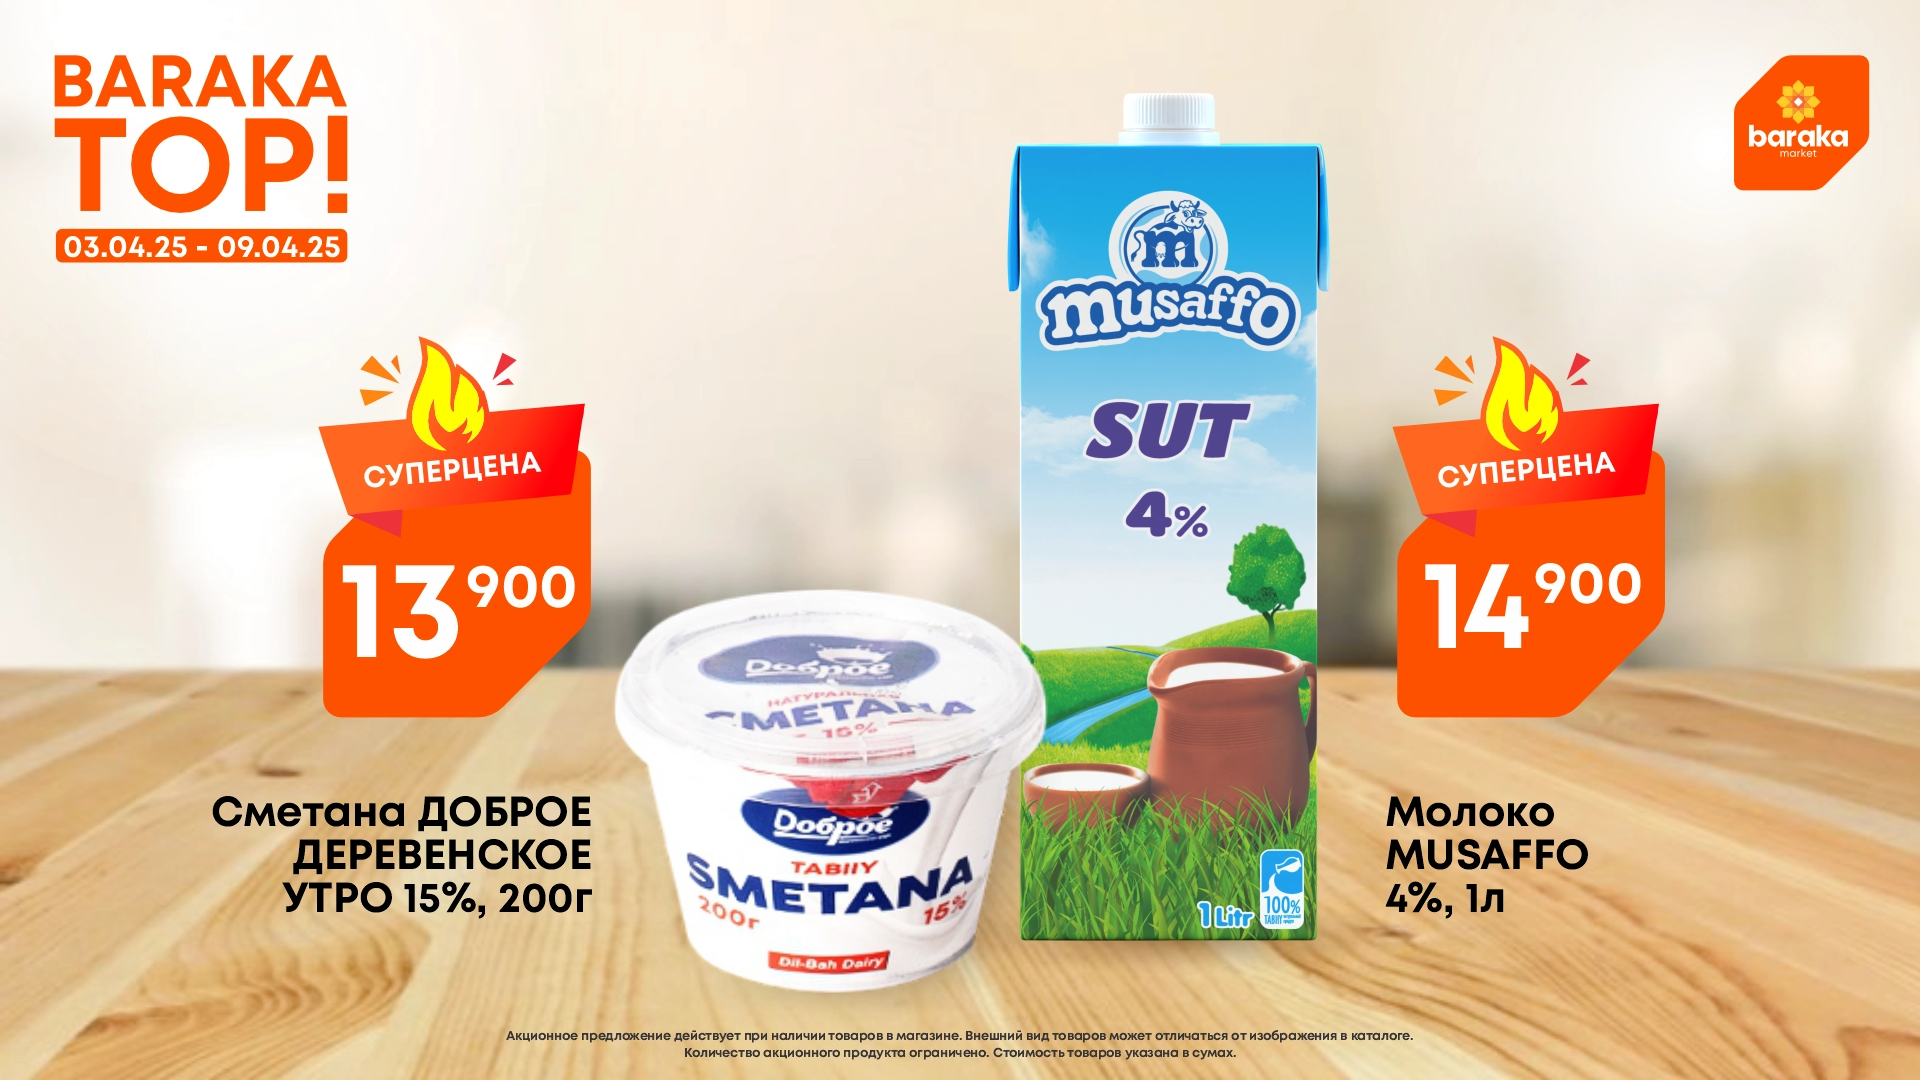 BARAKA
TOP!
03.04.25 - 09.04.25
baraka
market
СУПЕРЦЕНА
13 900
Сметана ДОБРОЕ
ДЕРЕВЕНСКОЕ
УТРО 15%, 200г
Доброе
НАТУРАЛЬНАЯ
СМЕТАНА
15%
Доброе
TABIIY
SMETANA
200г
15%
Dil-Bah Dairy
m
musaffo
SUT
4%
1 Litr
100%
TABIIY
СУПЕРЦЕНА
14 900
Молоко
MUSAFFO
4%, 1л
Акционное предложение действует при наличии товаров в магазине. Внешний вид товаров может отличаться от изображения в каталоге.
Количество акционного продукта ограничено. Стоимость товаров указана в сумах.